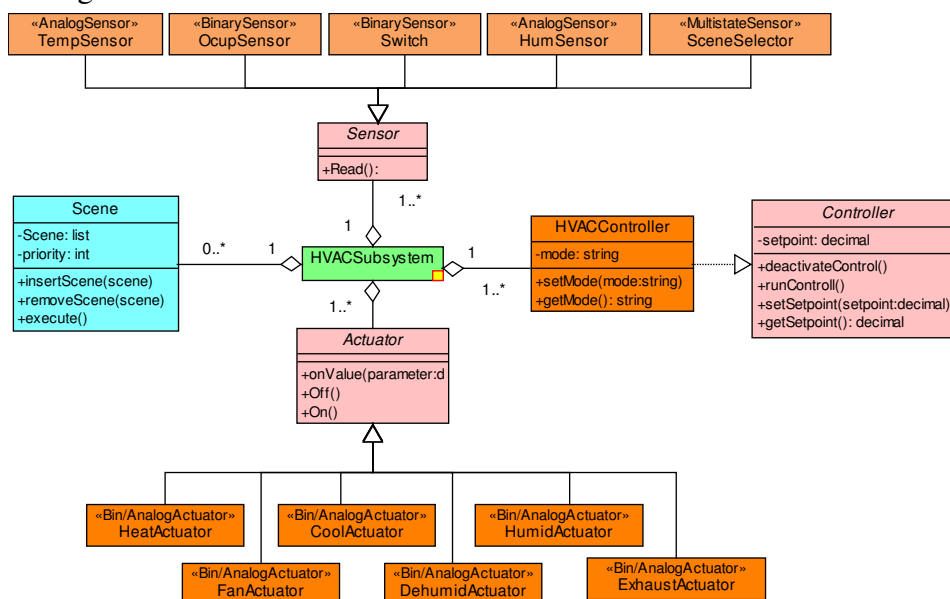 «AnalogSensor»
TempSensor
«BinarySensor»
OcupSensor
«BinarySensor»
Switch
«AnalogSensor»
HumSensor
«MultistateSensor»
SceneSelector
Sensor
+Read():
1..*
1
Scene
-Scene: list
-priority: int
+insertScene(scene)
+removeScene(scene)
+execute()
0..*
1
HVACSubsystem
1
1..*
HVACController
-mode: string
+setMode(mode:string)
+getMode(): string
Controller
-setpoint: decimal
+deactivateControl()
+runControll()
+setSetpoint(setpoint:decimal)
+getSetpoint(): decimal
1..*
Actuator
+onValue(parameter:d
+Off()
+On()
«Bin/AnalogActuator»
HeatActuator
«Bin/AnalogActuator»
CoolActuator
«Bin/AnalogActuator»
HumidActuator
«Bin/AnalogActuator»
FanActuator
«Bin/AnalogActuator»
DehumidActuator
«Bin/AnalogActuator»
ExhaustActuator